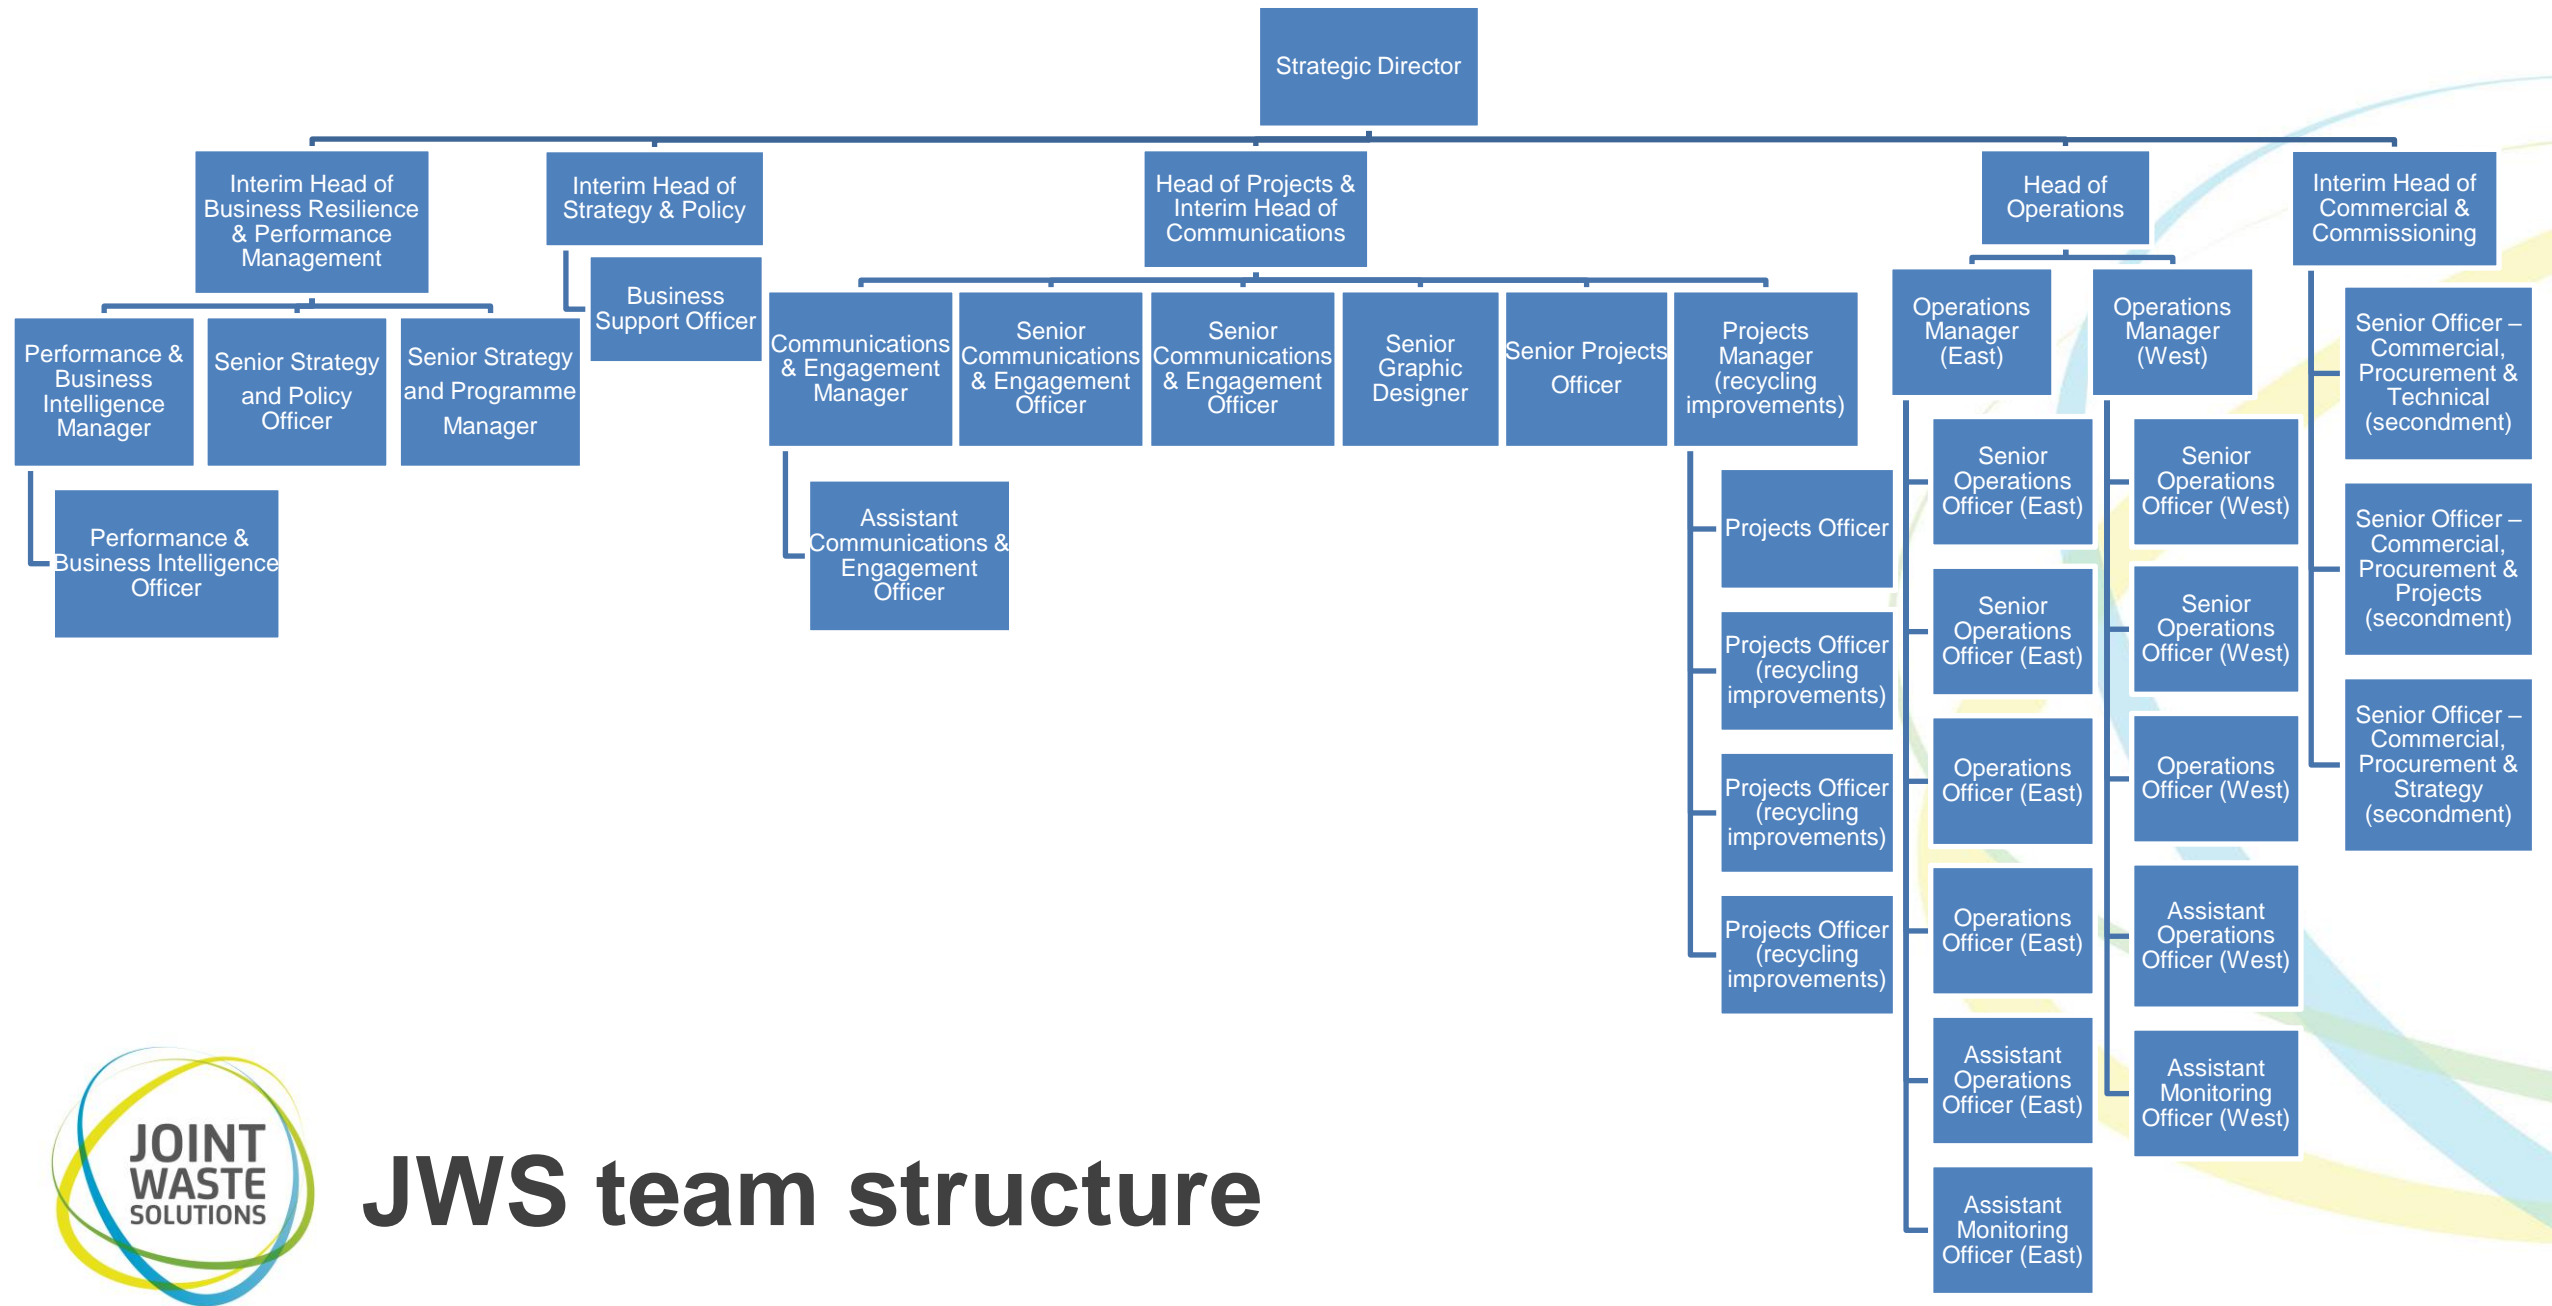 Strategic Director
Interim Head of
Business Resilience
& Performance
Management
Interim Head of
Strategy & Policy
Head of Projects &
Interim Head of
Communications
Head of
Operations
Interim Head of
Commercial &
Commissioning
Performance &
Business
Intelligence
Manager
Senior Strategy
and Policy
Officer
Senior Strategy
and Programme
Manager
Performance &
Business Intelligence
Officer
Business
Support Officer
Communications
& Engagement
Manager
Senior
Communications
& Engagement
Officer
Senior
Communications
& Engagement
Officer
Senior
Graphic
Designer
Senior Projects
Officer
Projects
Manager
(recycling
improvements)
Assistant
Communications &
Engagement
Officer
Projects Officer
Projects Officer
(recycling
improvements)
Projects Officer
(recycling
improvements)
Projects Officer
(recycling
improvements)
Operations
Manager
(East)
Senior
Operations
Officer (East)
Senior
Operations
Officer (East)
Operations
Officer (East)
Operations
Officer (East)
Assistant
Operations
Officer (East)
Assistant
Monitoring
Officer (East)
Operations
Manager
(West)
Senior
Operations
Officer (West)
Senior
Operations
Officer (West)
Operations
Officer (West)
Assistant
Operations
Officer (West)
Assistant
Monitoring
Officer (West)
Senior Officer –
Commercial,
Procurement &
Technical
(secondment)
Senior Officer –
Commercial,
Procurement &
Projects
(secondment)
Senior Officer –
Commercial,
Procurement &
Strategy
(secondment)
JOINT
WASTE
SOLUTIONS
JWS team structure